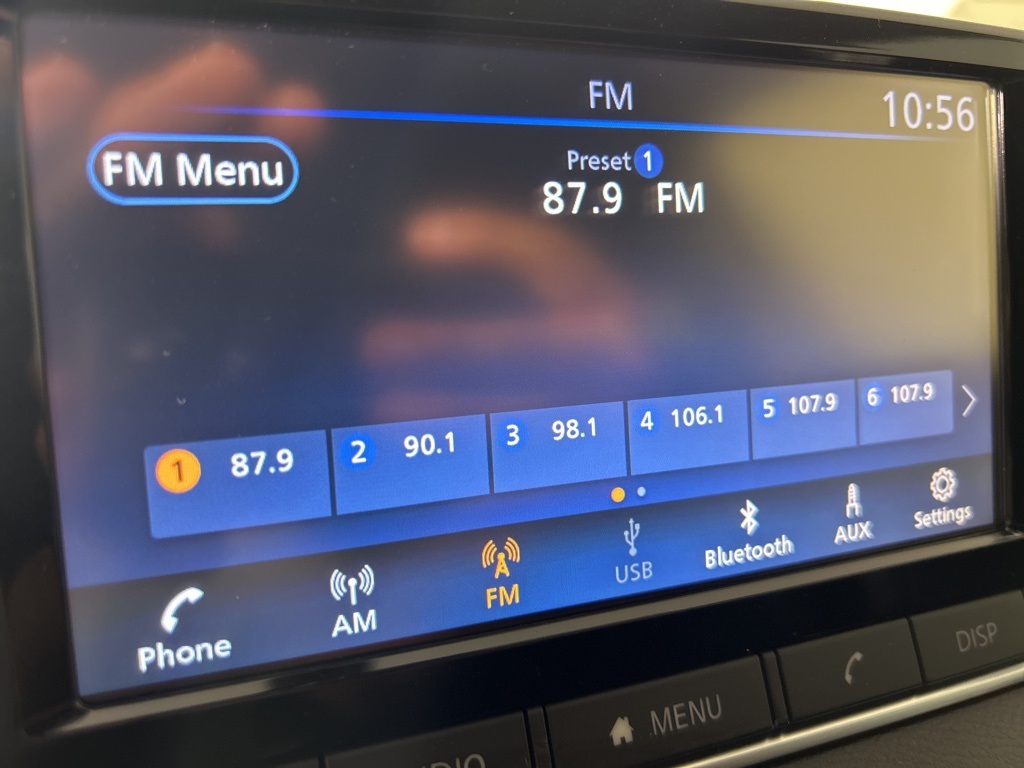 FM
10:56
FM Menu
Preset 1
87.9 FM
1 87.9
2 90.1
3 98.1
4 106.1
5 107.9
6 107.9
Phone
AM
FM
USB
Bluetooth
AUX
Settings
MENU
DISP